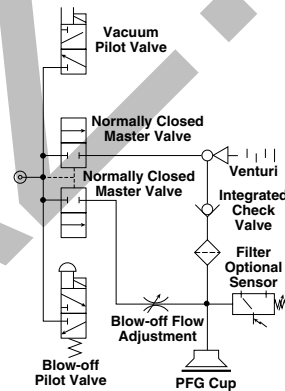 Vacuum
Pilot Valve
Normally Closed
Master Valve
Venturi
Normally Closed
Master Valve
Integrated
Check
Valve
Filter
Optional
Sensor
Blow-off Flow
Adjustment
Blow-off
Pilot Valve
PFG Cup